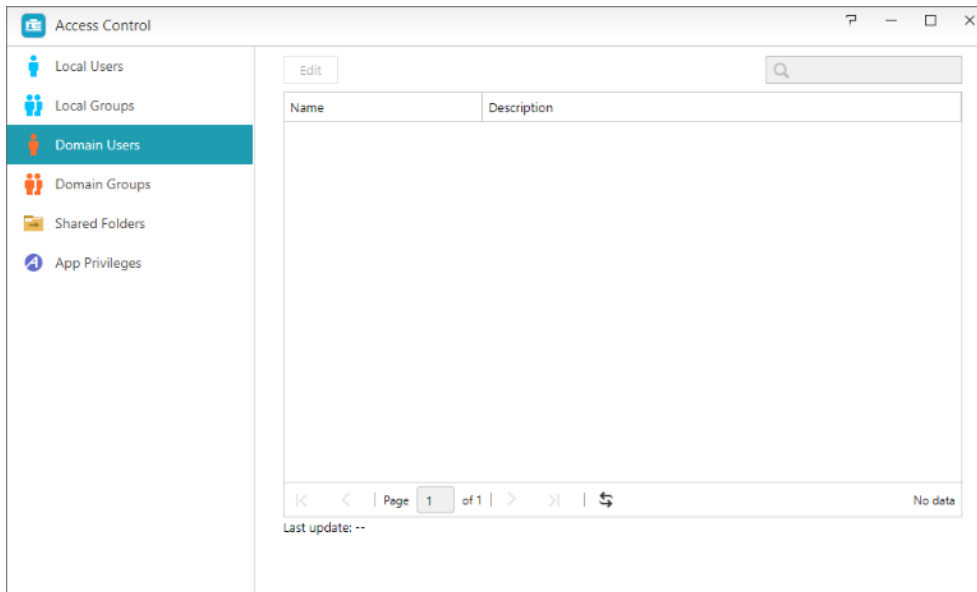 Access Control
Local Users
Local Groups
Domain Users
Domain Groups
Shared Folders
App Privileges
Edit
Name Description
Page 1 of 1 No data
Last update: --